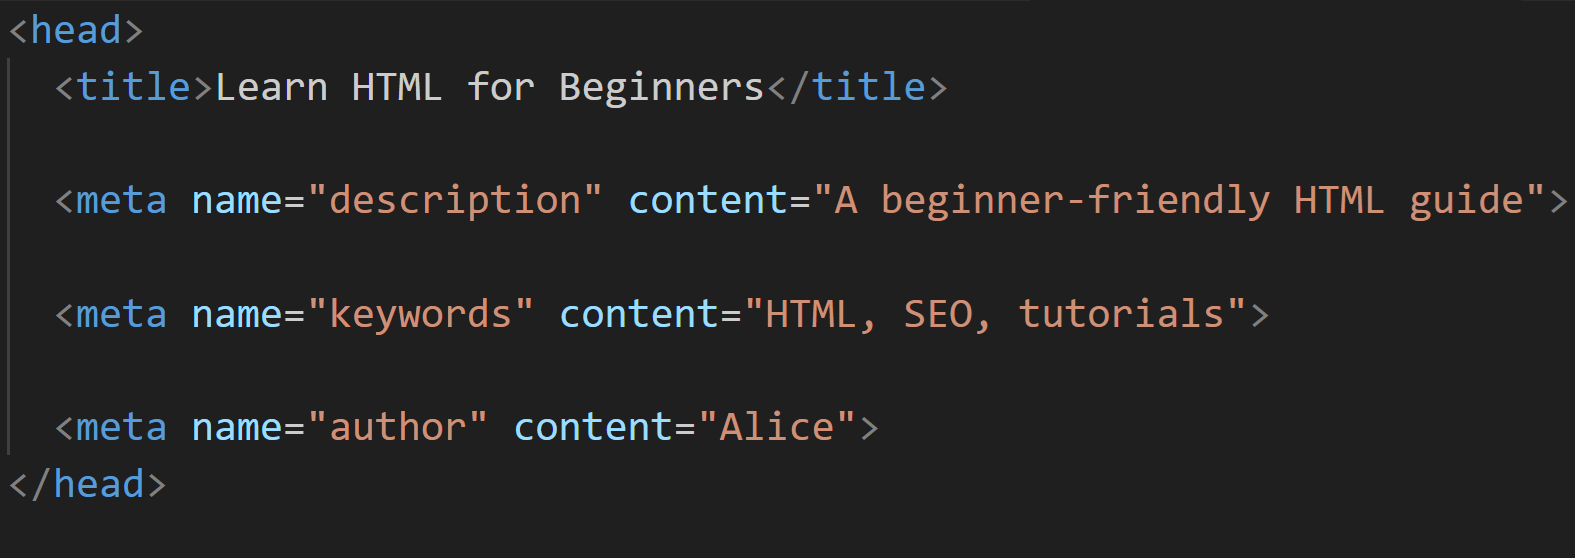 <head>
<title>Learn HTML for Beginners</title>
<meta name="description" content="A beginner-friendly HTML guide">
<meta name="keywords" content="HTML, SEO, tutorials">
<meta name="author" content="Alice">
</head>